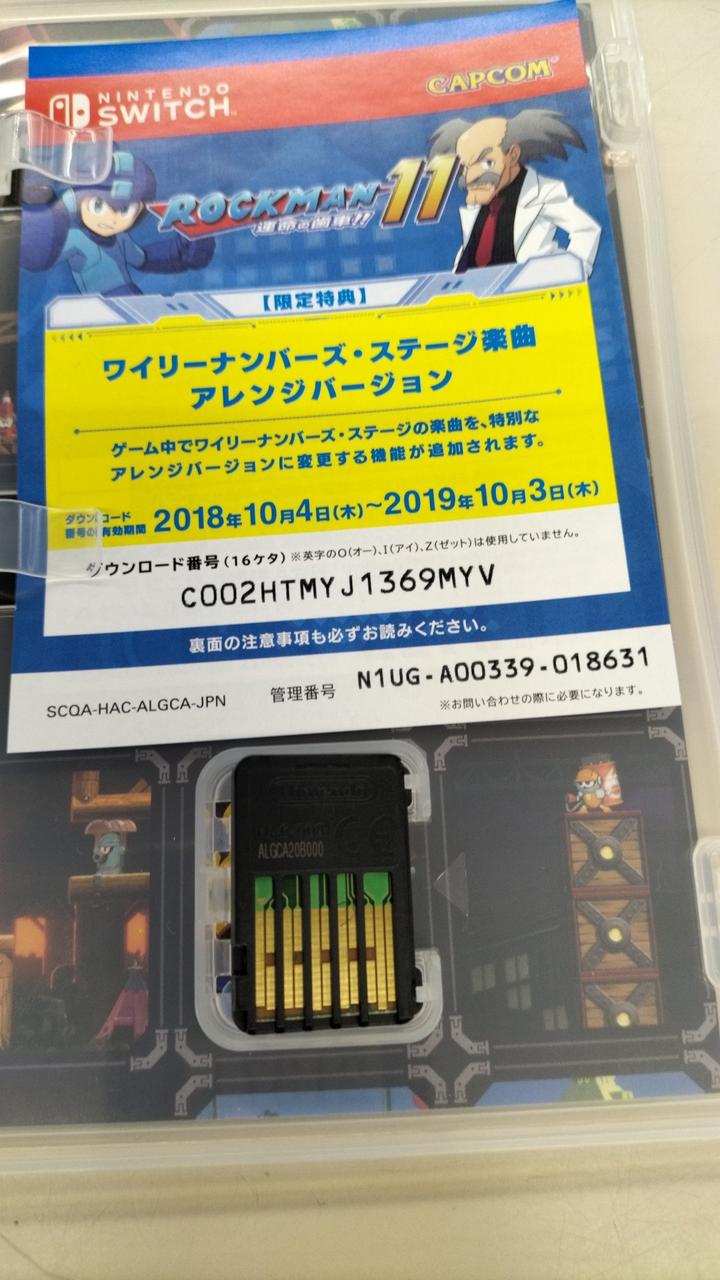 NINTENDO
SWITCH™
CAPCOM
ROCKMAN 11
運命の歯車!!
【限定特典】
ワイリーナンバーズ・ステージ楽曲
アレンジバージョン
ゲーム中でワイリーナンバーズ・ステージの楽曲を、特別な
アレンジバージョンに変更する機能が追加されます。
ダウンロード
番号の有効期間 2018年10月4日(木)~2019年10月3日(木)
ダウンロード番号(16ケタ) ※英字のO(オー)、I(アイ)、Z(ゼット)は使用していません。
C002HTMYJ1369MYV
裏面の注意事項も必ずお読みください。
SCQA-HAC-ALGCA-JPN 管理番号 N1UG-A00339-018631
※お問い合わせの際に必要になります。
Nintendo
CE
ALGCA20B000